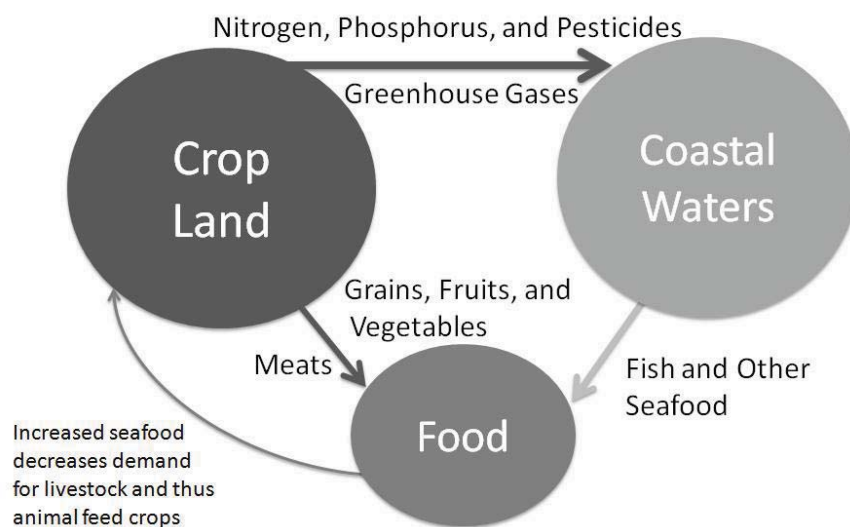 Nitrogen, Phosphorus, and Pesticides
Greenhouse Gases
Crop
Land
Coastal
Waters
Grains, Fruits, and
Vegetables
Meats
Fish and Other
Seafood
Food
Increased seafood
decreases demand
for livestock and thus
animal feed crops